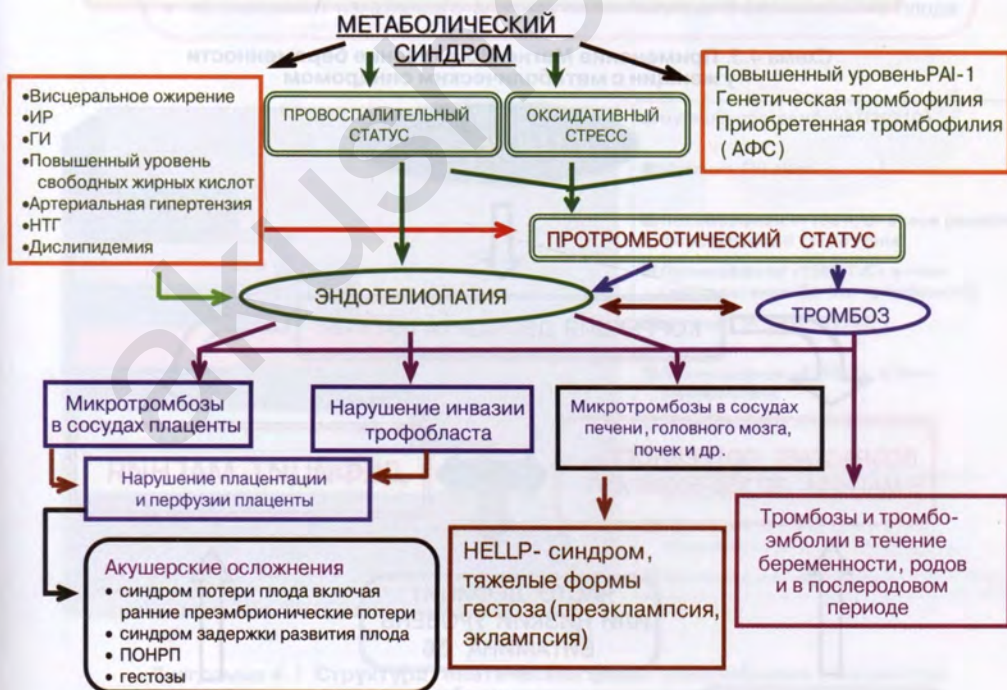 МЕТАБОЛИЧЕСКИЙ
СИНДРОМ
•Висцеральное ожирение
•ИР
•ГИ
•Повышенный уровень
свободных жирных кислот
•Артериальная гипертензия
•НТГ
•Дислипидемия
ПРОВОСПАЛИТЕЛЬНЫЙ
СТАТУС
ОКСИДАТИВНЫЙ
СТРЕСС
Повышенный уровеньPAI-1
Генетическая тромбофилия
Приобретенная тромбофилия
( АФС)
ПРОТРОМБОТИЧЕСКИЙ СТАТУС
ЭНДОТЕЛИОПАТИЯ
ТРОМБОЗ
Микротромбозы
в сосудах плаценты
Нарушение инвазии
трофобласта
Микротромбозы в сосудах
печени, головного мозга,
почек и др.
Нарушение плацентации
и перфузии плаценты
Акушерские осложнения
• синдром потери плода включая
ранние преэмбрионические потери
• синдром задержки развития плода
• ПОНРП
• гестозы
HELLP- синдром,
тяжелые формы
гестоза(преэклампсия,
эклампсия)
Тромбозы и тромбо-
эмболии в течение
беременности, родов
и в послеродовом
периоде
akushe